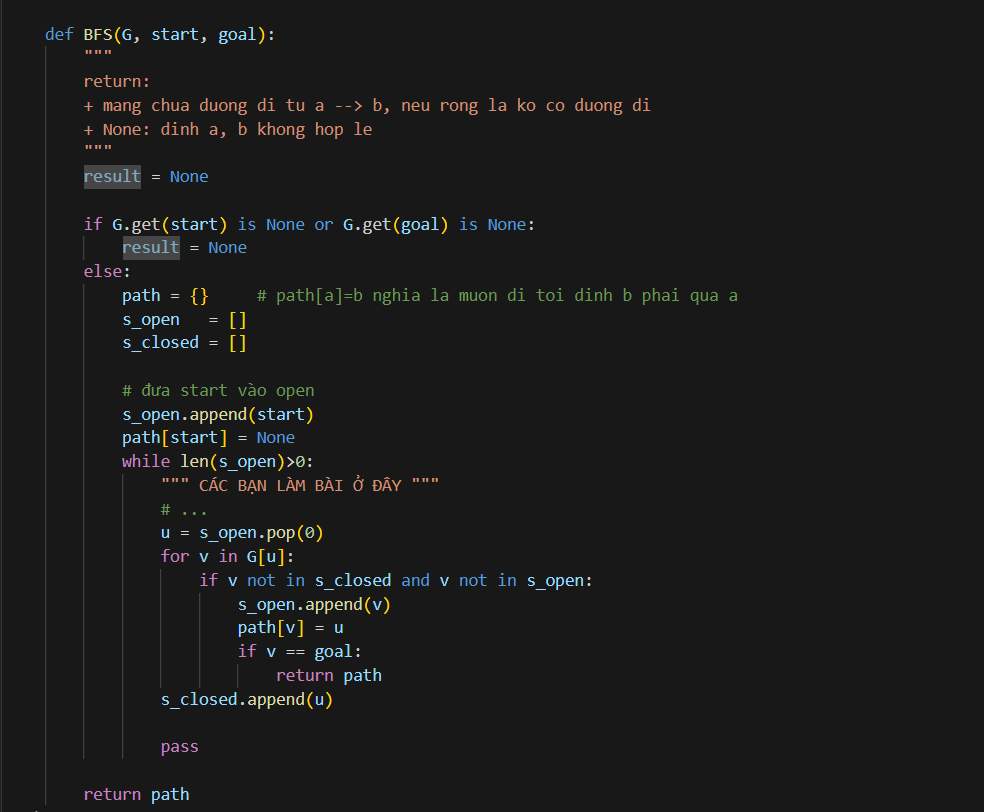 def BFS(G, start, goal):
    """
    return:
    + mang chua duong di tu a --> b, neu rong la ko co duong di
    + None: dinh a, b khong hop le
    """
    result = None

    if G.get(start) is None or G.get(goal) is None:
        result = None
    else:
        path = {}     # path[a]=b nghia la muon di toi dinh b phai qua a
        s_open   = []
        s_closed = []

        # đưa start vào open
        s_open.append(start)
        path[start] = None
        while len(s_open)>0:
            """ CÁC BẠN LÀM BÀI Ở ĐÂY """
            # ...
            u = s_open.pop(0)
            for v in G[u]:
                if v not in s_closed and v not in s_open:
                    s_open.append(v)
                    path[v] = u
                    if v == goal:
                        return path
            s_closed.append(u)

            pass

    return path